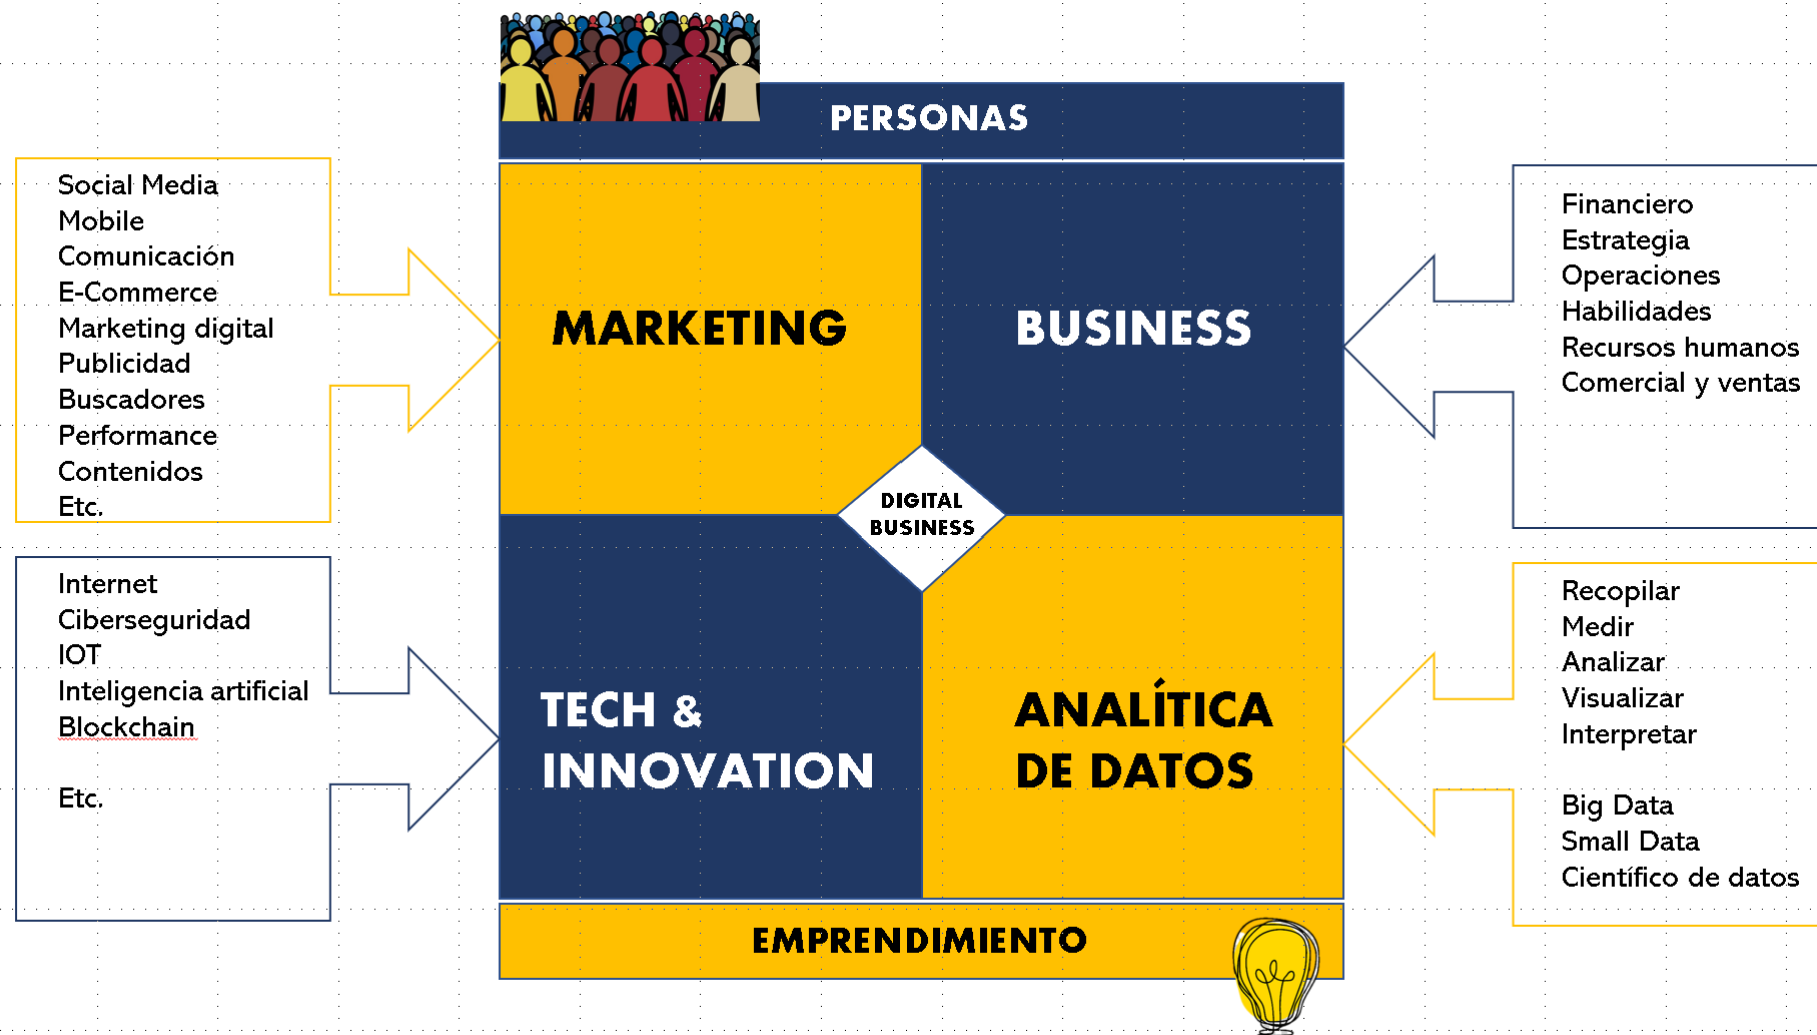 PERSONAS
Social Media
Mobile
Comunicación
E-Commerce
Marketing digital
Publicidad
Buscadores
Performance
Contenidos
Etc.
MARKETING
BUSINESS
Financiero
Estrategia
Operaciones
Habilidades
Recursos humanos
Comercial y ventas
DIGITAL
BUSINESS
Internet
Ciberseguridad
IOT
Inteligencia artificial
Blockchain
Etc.
TECH &
INNOVATION
ANALÍTICA
DE DATOS
Recopilar
Medir
Analizar
Visualizar
Interpretar
Big Data
Small Data
Científico de datos
EMPRENDIMIENTO